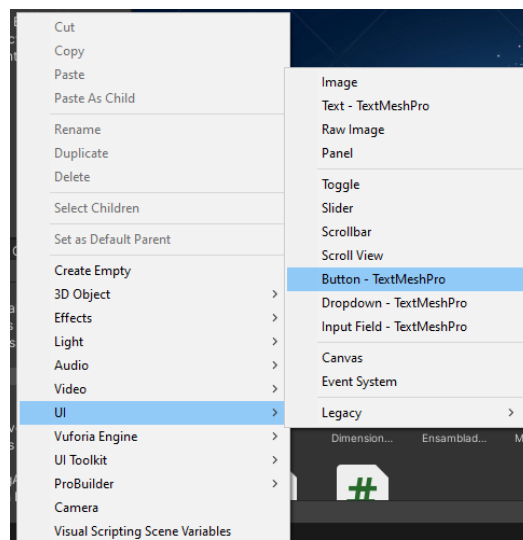 Cut
Copy
Paste
Paste As Child
Rename
Duplicate
Delete
Select Children
Set as Default Parent
Create Empty
3D Object
Effects
Light
Audio
Video
UI
Vuforia Engine
UI Toolkit
ProBuilder
Camera
Visual Scripting Scene Variables
Image
Text - TextMeshPro
Raw Image
Panel
Toggle
Slider
Scrollbar
Scroll View
Button - TextMeshPro
Dropdown - TextMeshPro
Input Field - TextMeshPro
Canvas
Event System
Legacy
Dimension...
Ensamblad...
#